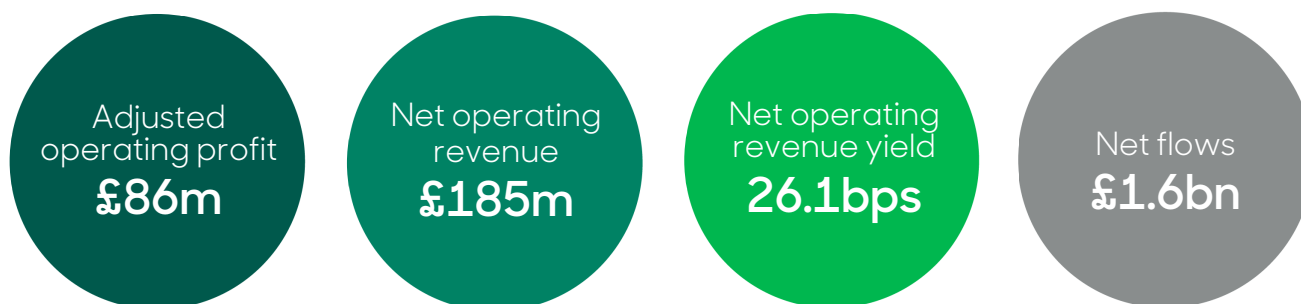 Adjusted
operating profit
£86m
Net operating
revenue
£185m
Net operating
revenue yield
26.1bps
Net flows
£1.6bn